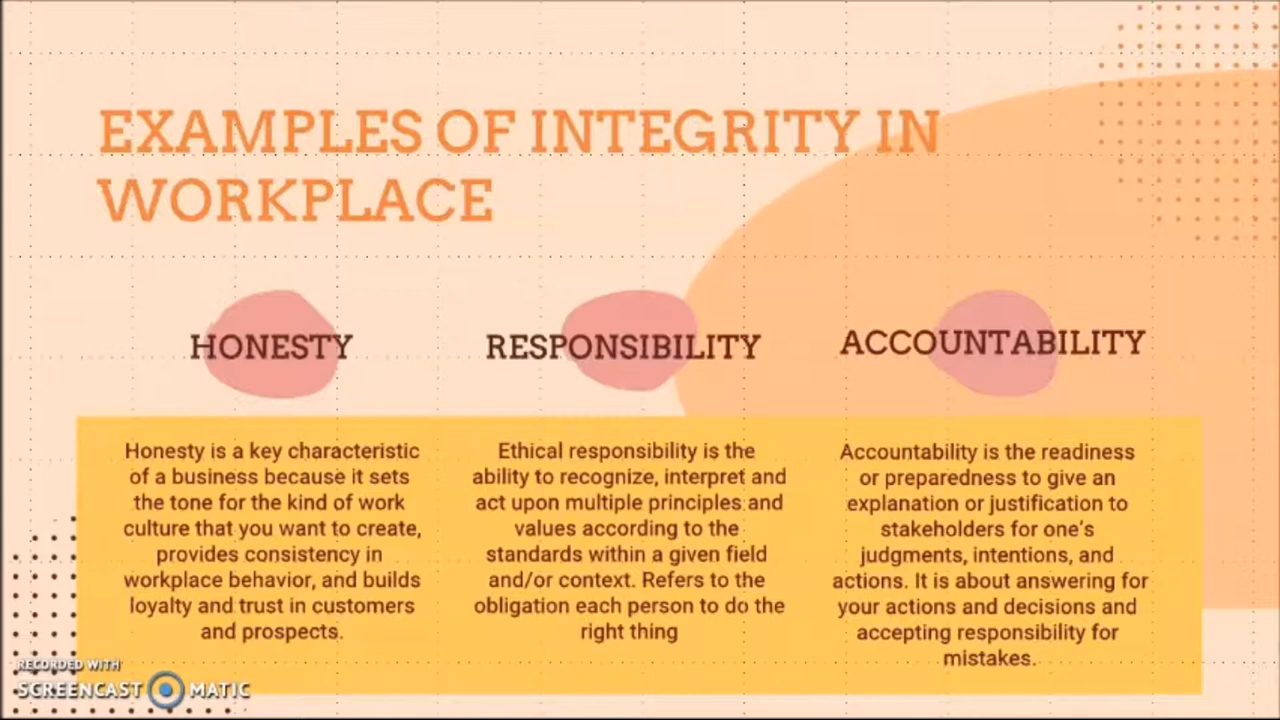 EXAMPLES OF INTEGRITY IN
WORKPLACE
HONESTY
Honesty is a key characteristic
of a business because it sets
the tone for the kind of work
culture that you want to create,
provides consistency in
workplace behavior, and builds
loyalty and trust in customers
and prospects.
RESPONSIBILITY
Ethical responsibility is the
ability to recognize, interpret and
act upon multiple principles and
values according to the
standards within a given field
and/or context. Refers to the
obligation each person to do the
right thing
ACCOUNTABILITY
Accountability is the readiness
or preparedness to give an
explanation or justification to
stakeholders for one's
judgments, intentions, and
actions. It is about answering for
your actions and decisions and
accepting responsibility for
mistakes.
RECORDED WITH
SCREENCAST MATIC